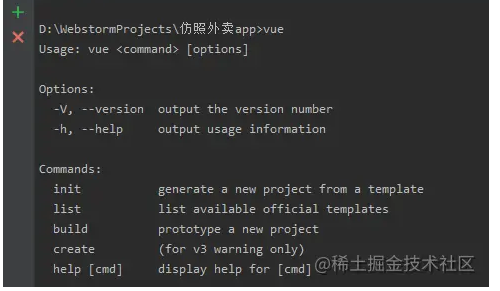 D:\WebstormProjects\仿照外卖app>vue
Usage: vue <command> [options]
Options:
-V, --version output the version number
-h, --help output usage information
Commands:
init generate a new project from a template
list list available official templates
build prototype a new project
create (for v3 warning only)
help [cmd] display help for [cmd]
@稀土掘金技术社区